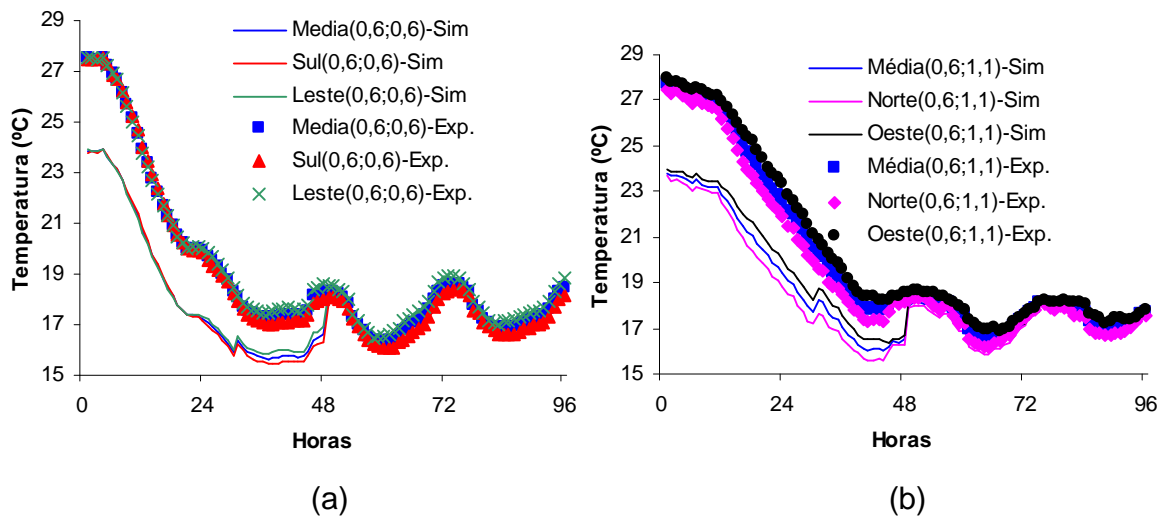 29
27
25
23
21
19
17
15
Temperatura (ºC)
0
24
48
72
96
Horas
Media(0,6;0,6)-Sim
Sul(0,6;0,6)-Sim
Leste(0,6;0,6)-Sim
Media(0,6;0,6)-Exp.
Sul(0,6;0,6)-Exp.
Leste(0,6;0,6)-Exp.
(a)
29
27
25
23
21
19
17
15
Temperatura (ºC)
0
24
48
72
96
Horas
Média(0,6;1,1)-Sim
Norte(0,6;1,1)-Sim
Oeste(0,6;1,1)-Sim
Média(0,6;1,1)-Exp.
Norte(0,6;1,1)-Exp.
Oeste(0,6;1,1)-Exp.
(b)